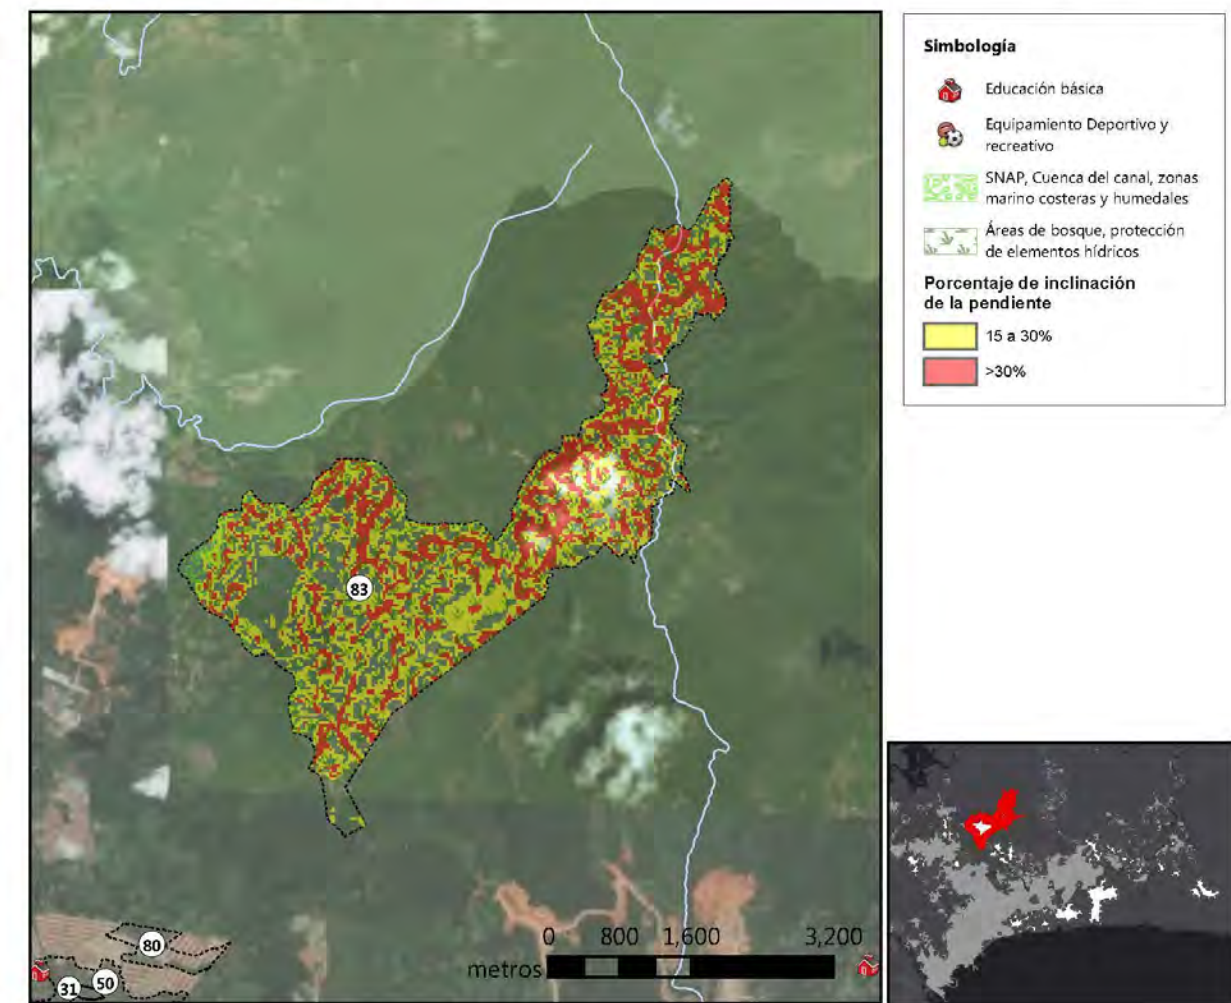 83
80
50
31
0 800 1,600 3,200
metros
Simbología
Educación básica
Equipamiento Deportivo y
recreativo
SNAP, Cuenca del canal, zonas
marino costeras y humedales
Áreas de bosque, protección
de elementos hídricos
Porcentaje de inclinación
de la pendiente
15 a 30%
>30%